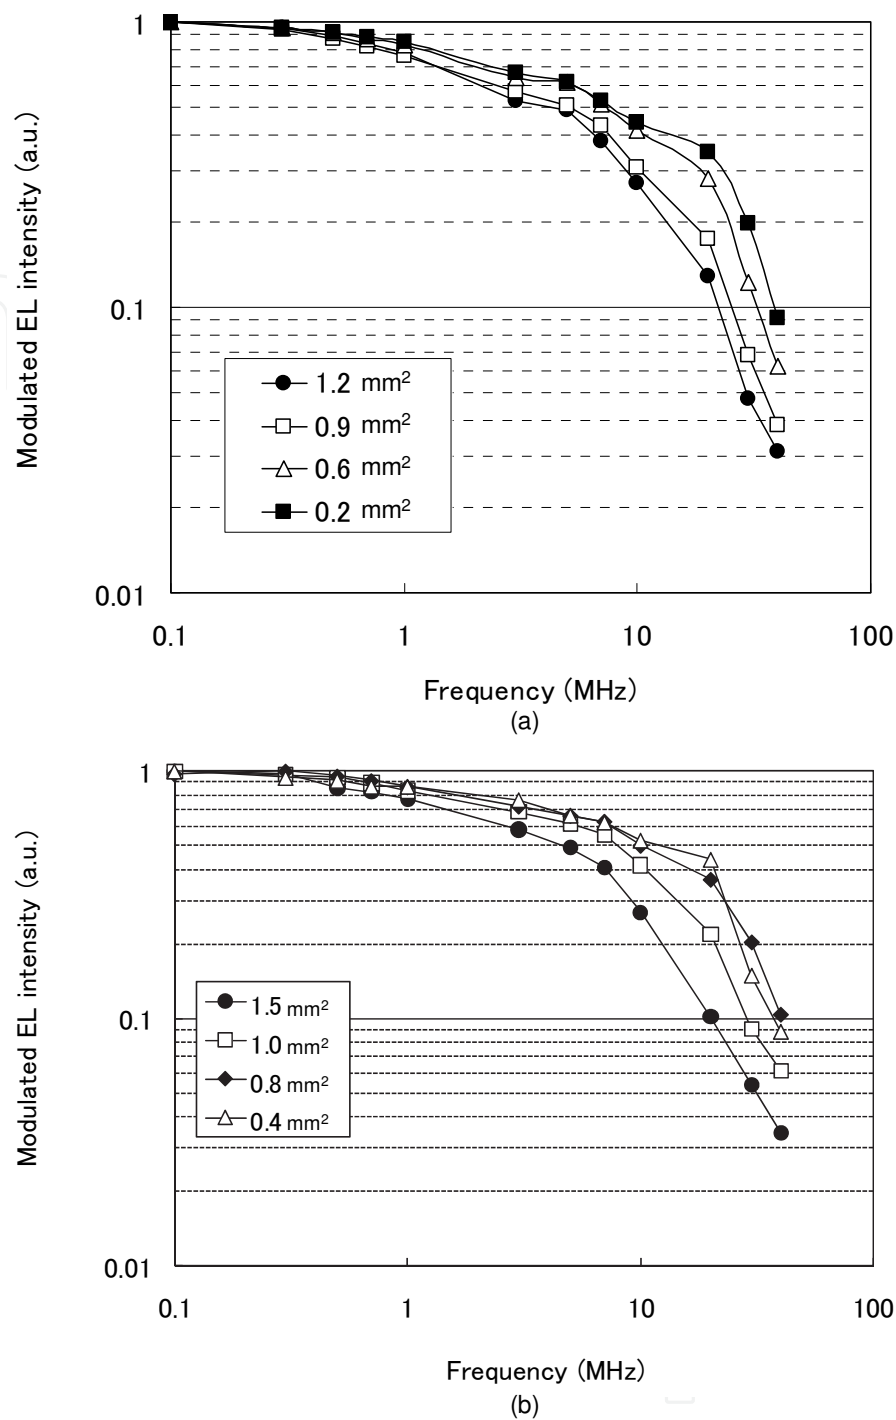 1
0.1
0.01
0.1
1
10
100
Modulated EL intensity (a.u.)
Frequency (MHz)
1.2 mm²
0.9 mm²
0.6 mm²
0.2 mm²
(a)
1
0.1
0.01
0.1
1
10
100
Modulated EL intensity (a.u.)
Frequency (MHz)
1.5 mm²
1.0 mm²
0.8 mm²
0.4 mm²
(b)